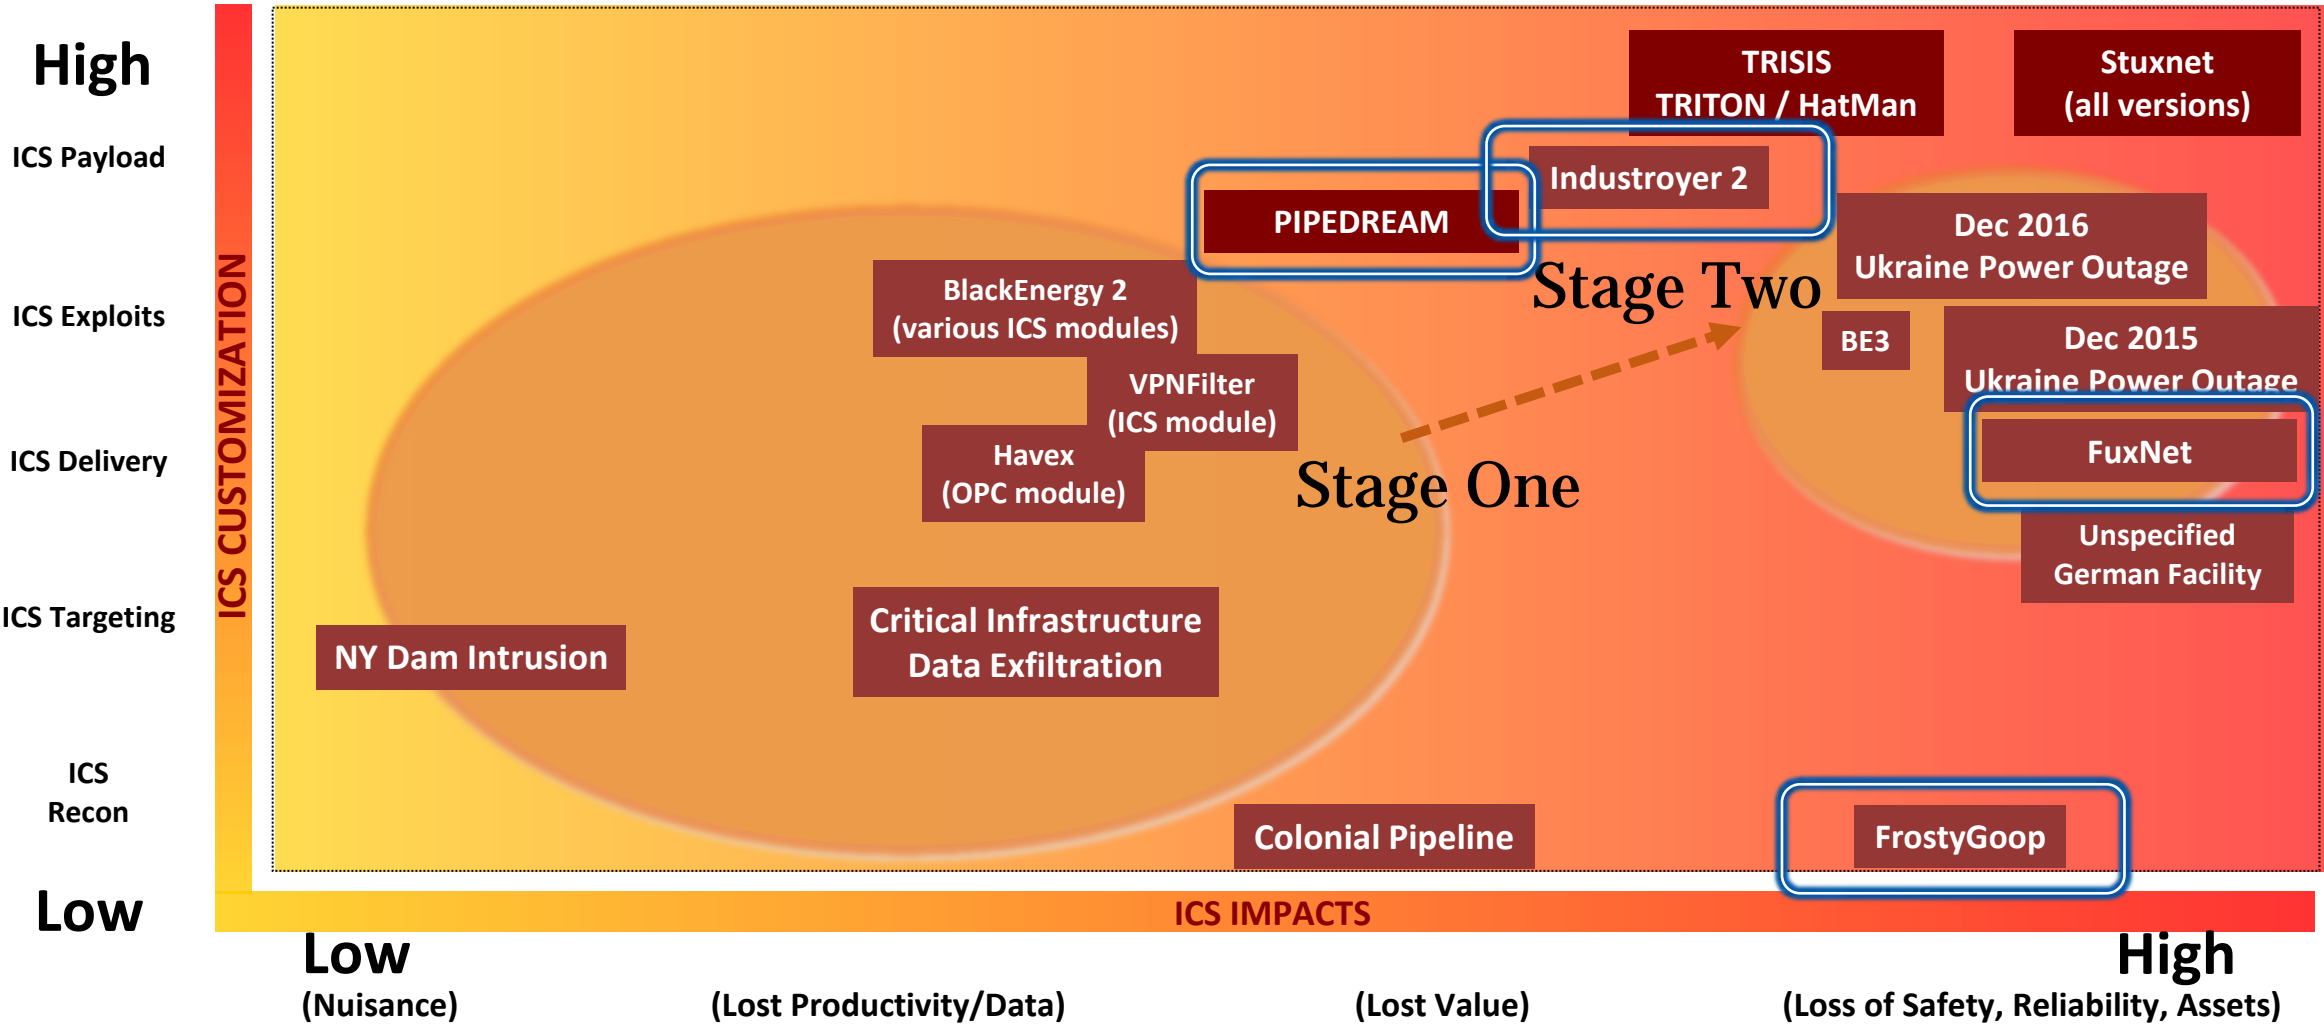 High
ICS Payload
ICS Exploits
ICS Delivery
ICS Targeting
ICS
Recon
Low
ICS CUSTOMIZATION
TRISIS
TRITON / HatMan
Stuxnet
(all versions)
Industroyer 2
PIPEDREAM
Dec 2016
Ukraine Power Outage
Stage Two
BlackEnergy 2
(various ICS modules)
BE3
Dec 2015
Ukraine Power Outage
VPNFilter
(ICS module)
FuxNet
Havex
(OPC module)
Stage One
Unspecified
German Facility
Critical Infrastructure
Data Exfiltration
NY Dam Intrusion
Colonial Pipeline
FrostyGoop
ICS IMPACTS
Low
High
(Nuisance)
(Lost Productivity/Data)
(Lost Value)
(Loss of Safety, Reliability, Assets)